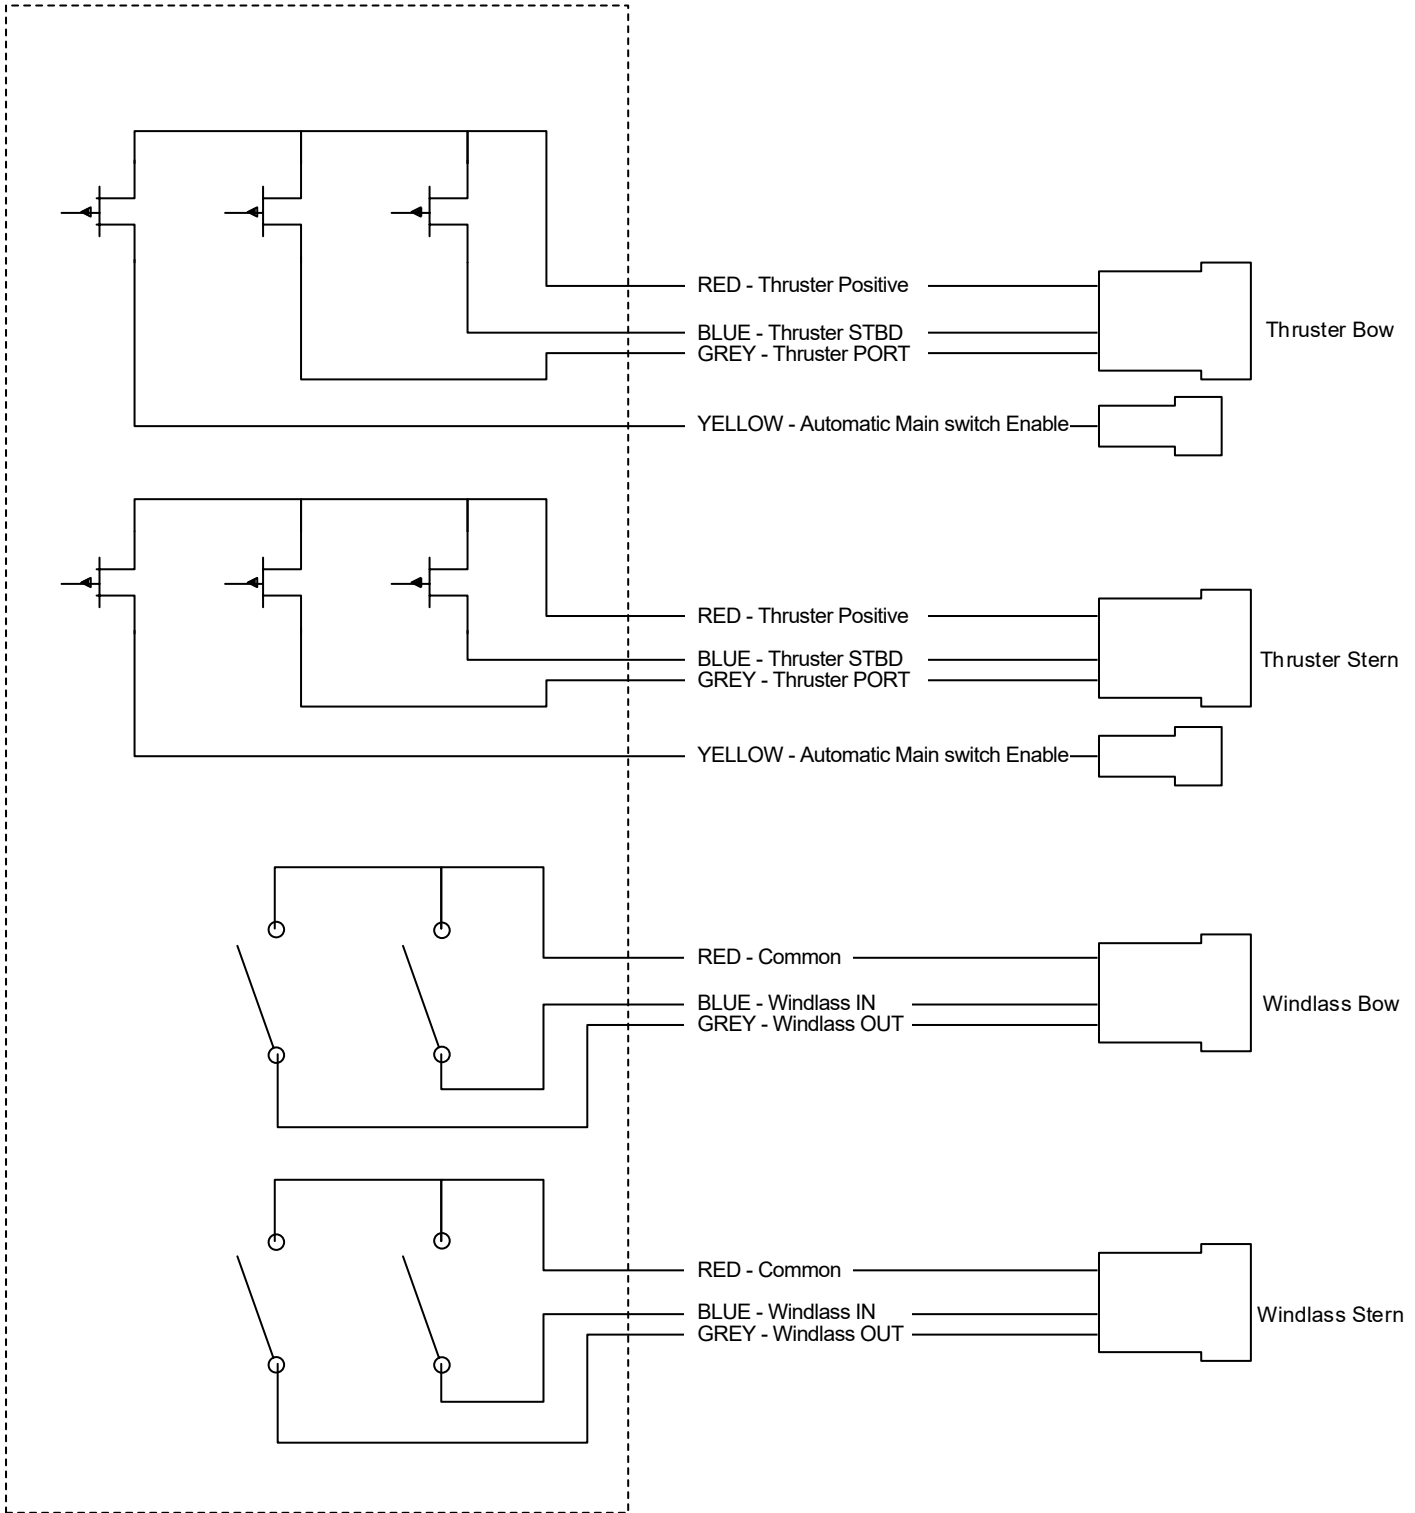 RED - Thruster Positive
BLUE - Thruster STBD
GREY - Thruster PORT
Thruster Bow
YELLOW - Automatic Main switch Enable
RED - Thruster Positive
BLUE - Thruster STBD
GREY - Thruster PORT
Thruster Stern
YELLOW - Automatic Main switch Enable
RED - Common
BLUE - Windlass IN
GREY - Windlass OUT
Windlass Bow
RED - Common
BLUE - Windlass IN
GREY - Windlass OUT
Windlass Stern